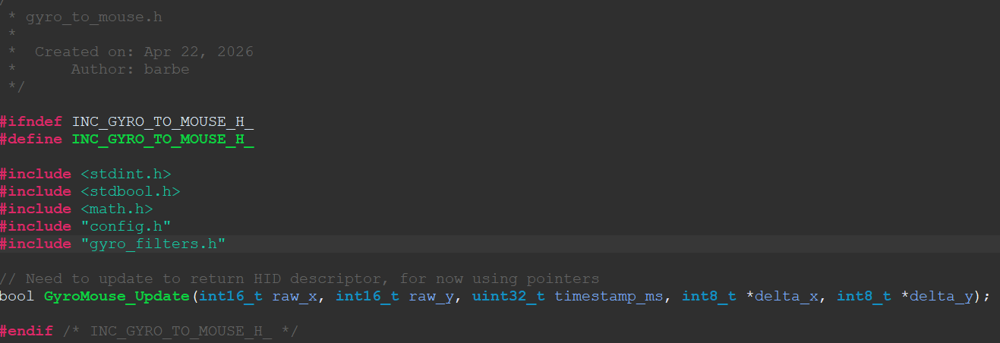 /
 * gyro_to_mouse.h
 *
 *  Created on: Apr 22, 2026
 *      Author: barbe
 */
#ifndef INC_GYRO_TO_MOUSE_H_
#define INC_GYRO_TO_MOUSE_H_
#include <stdint.h>
#include <stdbool.h>
#include <math.h>
#include "config.h"
#include "gyro_filters.h"
// Need to update to return HID descriptor, for now using pointers
bool GyroMouse_Update(int16_t raw_x, int16_t raw_y, uint32_t timestamp_ms, int8_t *delta_x, int8_t *delta_y);
#endif /* INC_GYRO_TO_MOUSE_H_ */